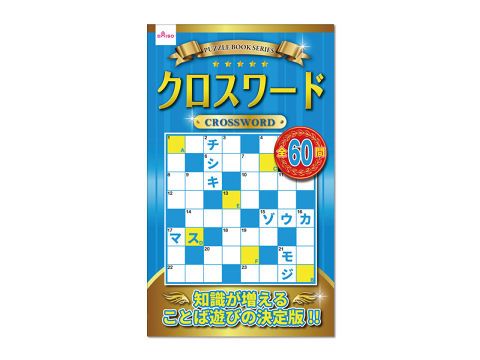 DAISO
PUZZLE BOOK SERIES
クロスワード
CROSSWORD
全60問
チ
シ
キ
ゾウカ
マス
モ
ジ
知識が増える
ことば遊びの決定版!!